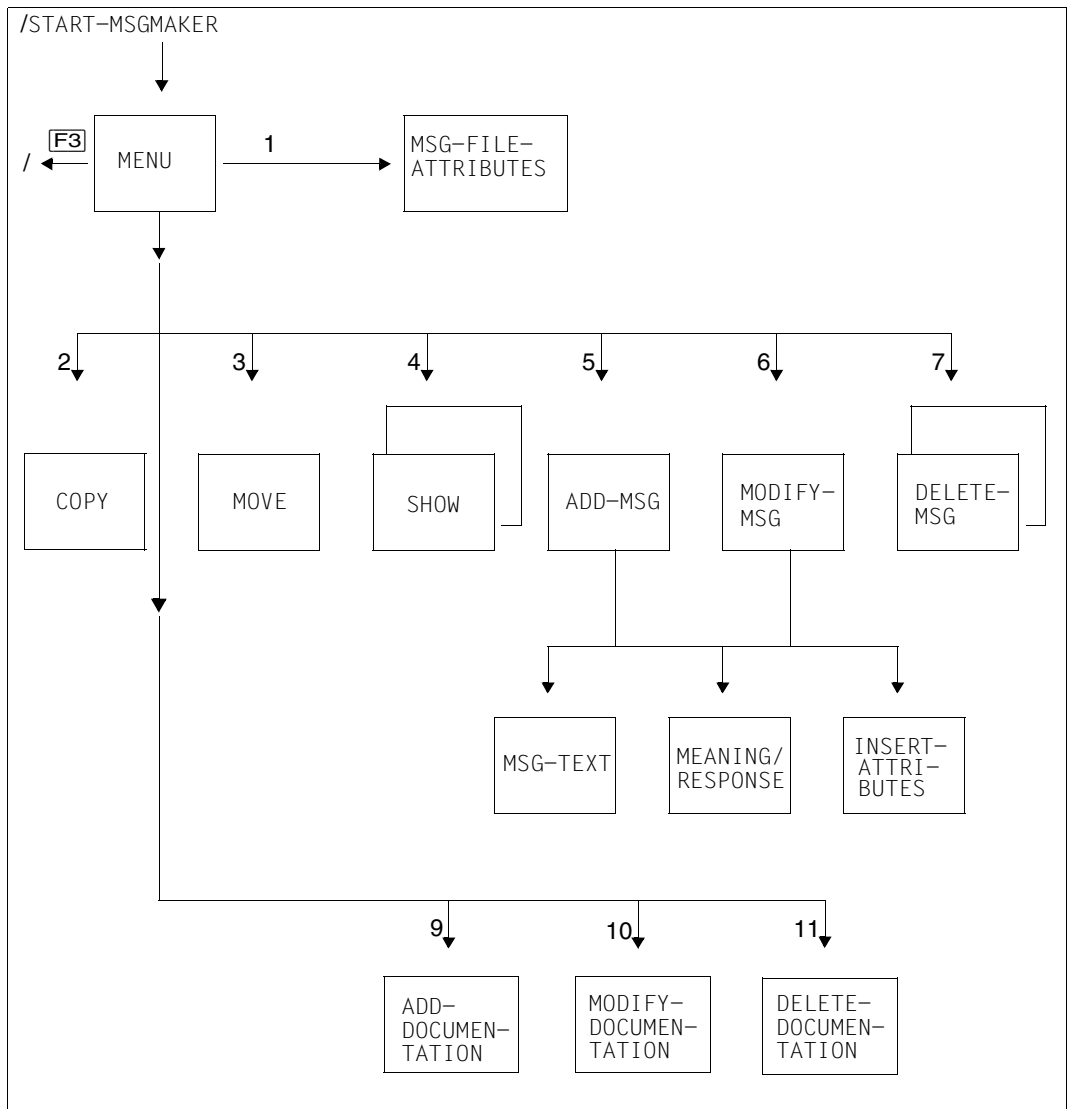 /START–MSGMAKER
F3
1
/
MENU
MSG–FILE–
ATTRIBUTES
2
3
4
5
6
7
COPY
MOVE
SHOW
ADD–MSG
MODIFY–
MSG
DELETE–
MSG
MSG–TEXT
MEANING/
RESPONSE
INSERT–
ATTRI–
BUTES
9
10
11
ADD–
DOCUMEN–
TATION
MODIFY–
DOCUMEN–
TATION
DELETE–
DOCUMEN–
TATION